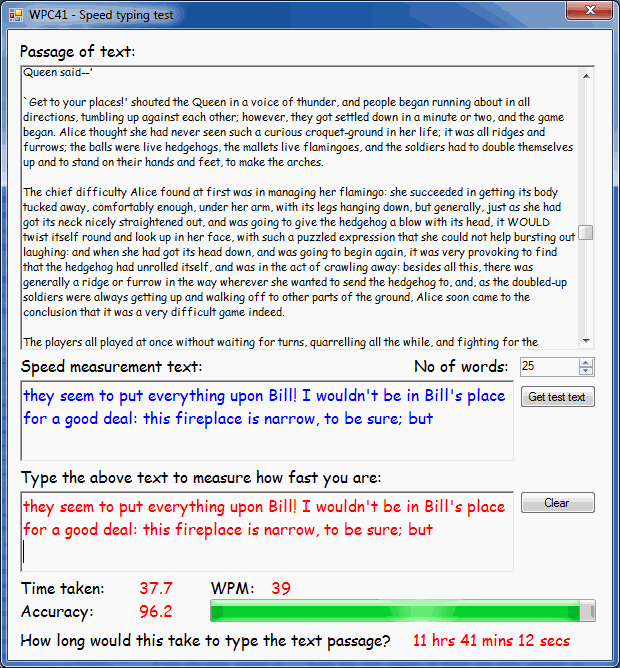 WPC41 - Speed typing test
Passage of text:
Queen said--'
`Get to your places!' shouted the Queen in a voice of thunder, and people began running about in all
directions, tumbling up against each other; however, they got settled down in a minute or two, and the game
began. Alice thought she had never seen such a curious croquet-ground in her life; it was all ridges and
furrows; the balls were live hedgehogs, the mallets live flamingoes, and the soldiers had to double themselves
up and to stand on their hands and feet, to make the arches.
The chief difficulty Alice found at first was in managing her flamingo: she succeeded in getting its body
tucked away, comfortably enough, under her arm, with its legs hanging down, but generally, just as she had
got its neck nicely straightened out, and was going to give the hedgehog a blow with its head, it WOULD
twist itself round and look up in her face, with such a puzzled expression that she could not help bursting out
laughing: and when she had got its head down, and was going to begin again, it was very provoking to find
that the hedgehog had unrolled itself, and was in the act of crawling away: besides all this, there was
generally a ridge or furrow in the way wherever she wanted to send the hedgehog to, and, as the doubled-up
soldiers were always getting up and walking off to other parts of the ground, Alice soon came to the
conclusion that it was a very difficult game indeed.
The players all played at once without waiting for turns, quarrelling all the while, and fighting for the
Speed measurement text: No of words: 25
they seem to put everything upon Bill! I wouldn't be in Bill's place
for a good deal: this fireplace is narrow, to be sure; but
Get test text
Type the above text to measure how fast you are:
they seem to put everything upon Bill! I wouldn't be in Bill's place
for a good deal: this fireplace is narrow, to be sure; but
Clear
Time taken: 37.7 WPM: 39
Accuracy: 96.2
How long would this take to type the text passage? 11 hrs 41 mins 12 secs